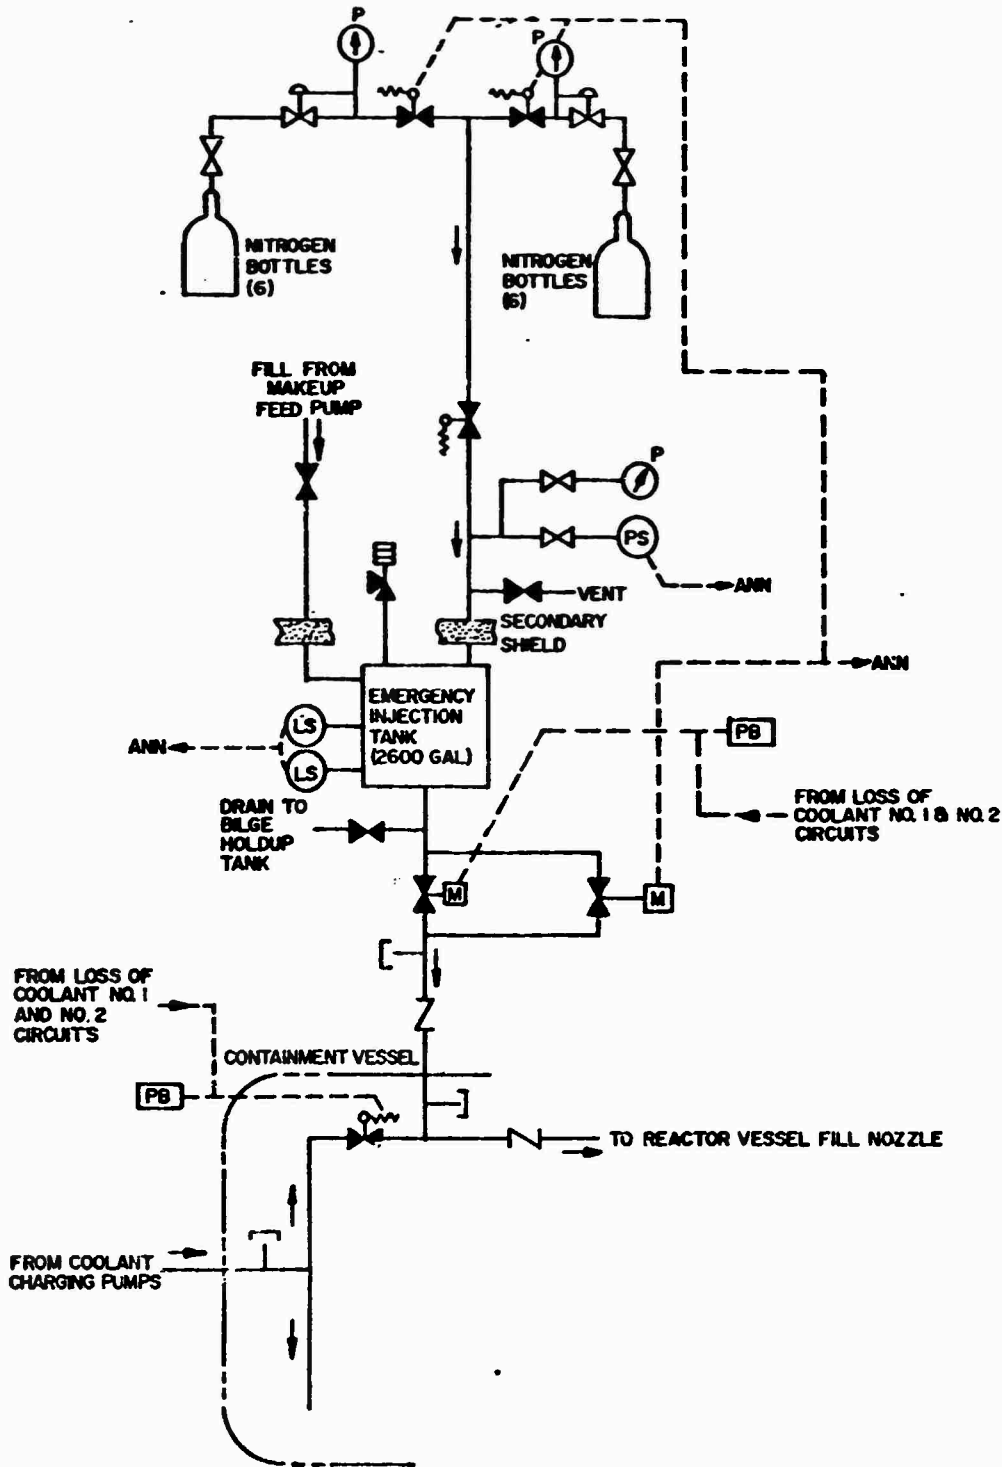 P
P
NITROGEN
BOTTLES
(6)
NITROGEN
BOTTLES
(6)
FILL FROM
MAKEUP
FEED PUMP
P
PS
ANN
VENT
SECONDARY
SHIELD
ANN
EMERGENCY
INJECTION
TANK
(2600 GAL)
LS
LS
ANN
PB
FROM LOSS OF
COOLANT NO. 1 & NO. 2
CIRCUITS
DRAIN TO
BILGE
HOLDUP
TANK
M
M
FROM LOSS OF
COOLANT NO. 1
AND NO. 2
CIRCUITS
CONTAINMENT VESSEL
PB
TO REACTOR VESSEL FILL NOZZLE
FROM COOLANT
CHARGING PUMPS